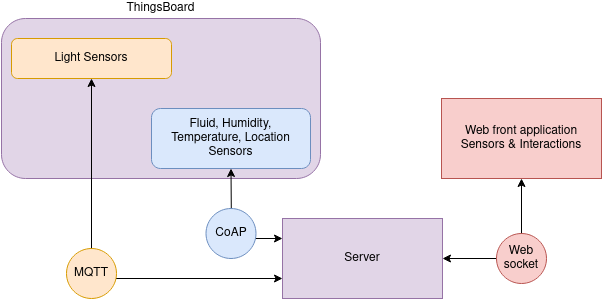 ThingsBoard
Light Sensors
Fluid, Humidity,
Temperature, Location
Sensors
Web front application
Sensors & Interactions
CoAP
Server
Web
socket
MQTT